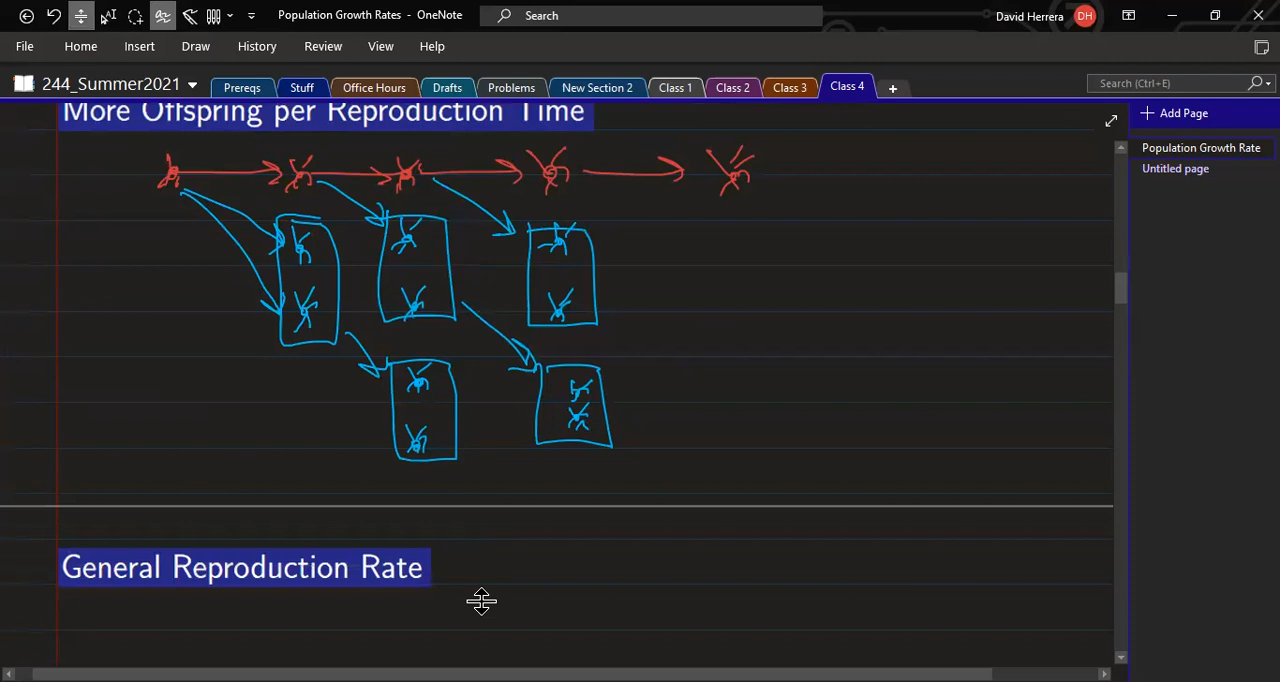 Population Growth Rates - OneNote
Search
David Herrera DH
File Home Insert Draw History Review View Help
244_Summer2021
Prereqs Stuff Office Hours Drafts Problems New Section 2 Class 1 Class 2 Class 3 Class 4
Search (Ctrl+E)
More Offspring per Reproduction Time
Add Page
Population Growth Rate
Untitled page
General Reproduction Rate